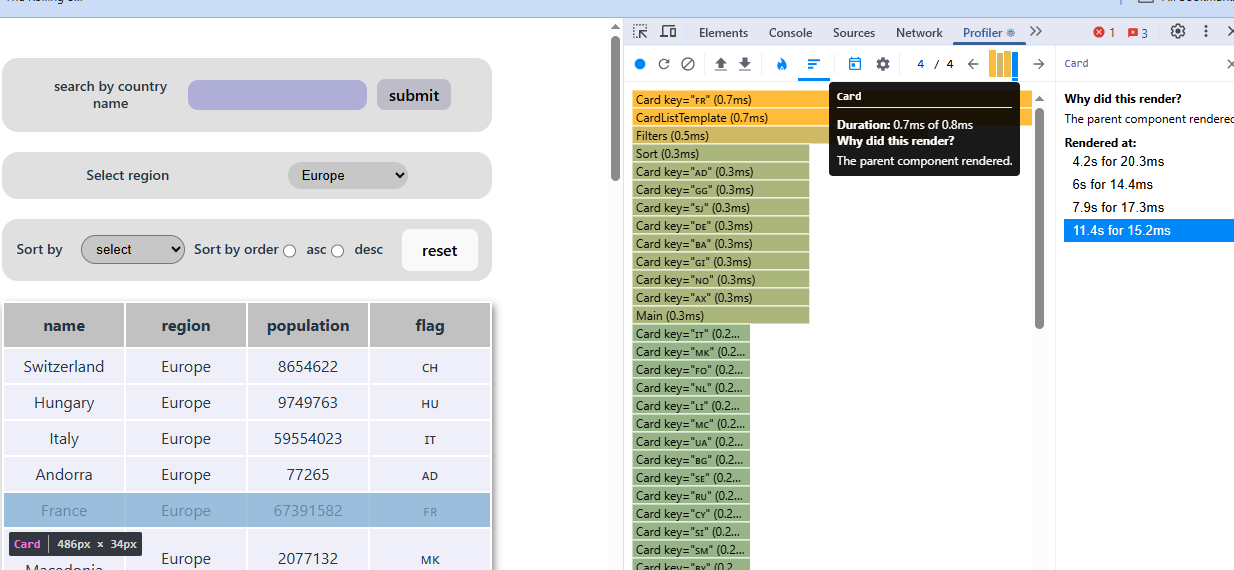 search by country name
submit
Select region
Europe
Sort by
select
Sort by order
asc
desc
reset
name region population flag
Switzerland Europe 8654622 CH
Hungary Europe 9749763 HU
Italy Europe 59554023 IT
Andorra Europe 77265 AD
France Europe 67391582 FR
Card 486px × 34px
Europe 2077132 MK
Macedonia
Elements Console Sources Network Profiler
1 3
4 / 4
Card key="FR" (0.7ms)
CardListTemplate (0.7ms)
Filters (0.5ms)
Sort (0.3ms)
Card key="AD" (0.3ms)
Card key="GG" (0.3ms)
Card key="SJ" (0.3ms)
Card key="DE" (0.3ms)
Card key="BA" (0.3ms)
Card key="GI" (0.3ms)
Card key="NO" (0.3ms)
Card key="AX" (0.3ms)
Main (0.3ms)
Card key="IT" (0.2...
Card key="MK" (0.2...
Card key="FO" (0.2...
Card key="NL" (0.2...
Card key="LI" (0.2...
Card key="MC" (0.2...
Card key="UA" (0.2...
Card key="BG" (0.2...
Card key="SE" (0.2...
Card key="RU" (0.2...
Card key="CY" (0.2...
Card key="SI" (0.2...
Card key="SM" (0.2...
Card key="BY" (0.2...
Card
Duration: 0.7ms of 0.8ms
Why did this render?
The parent component rendered.
Card
Why did this render?
The parent component rendered
Rendered at:
4.2s for 20.3ms
6s for 14.4ms
7.9s for 17.3ms
11.4s for 15.2ms